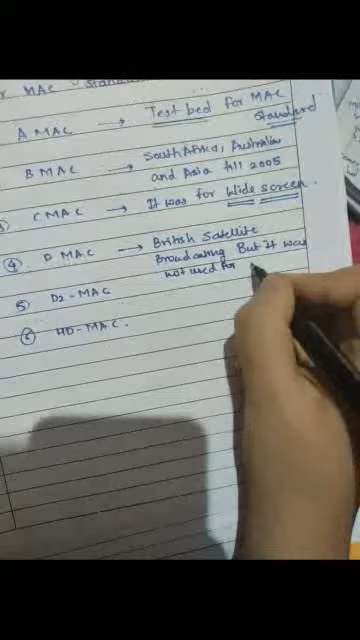 MAC Standard
A MAC → Test bed for MAC
Standard
B MAC → South Africa, Australia
and Asia till 2005
C MAC → It was for Wide screen.
④ D MAC → British Satellite
Broadcasting But it was
not used for
5) D2-MAC
⑥ HD-MAC.